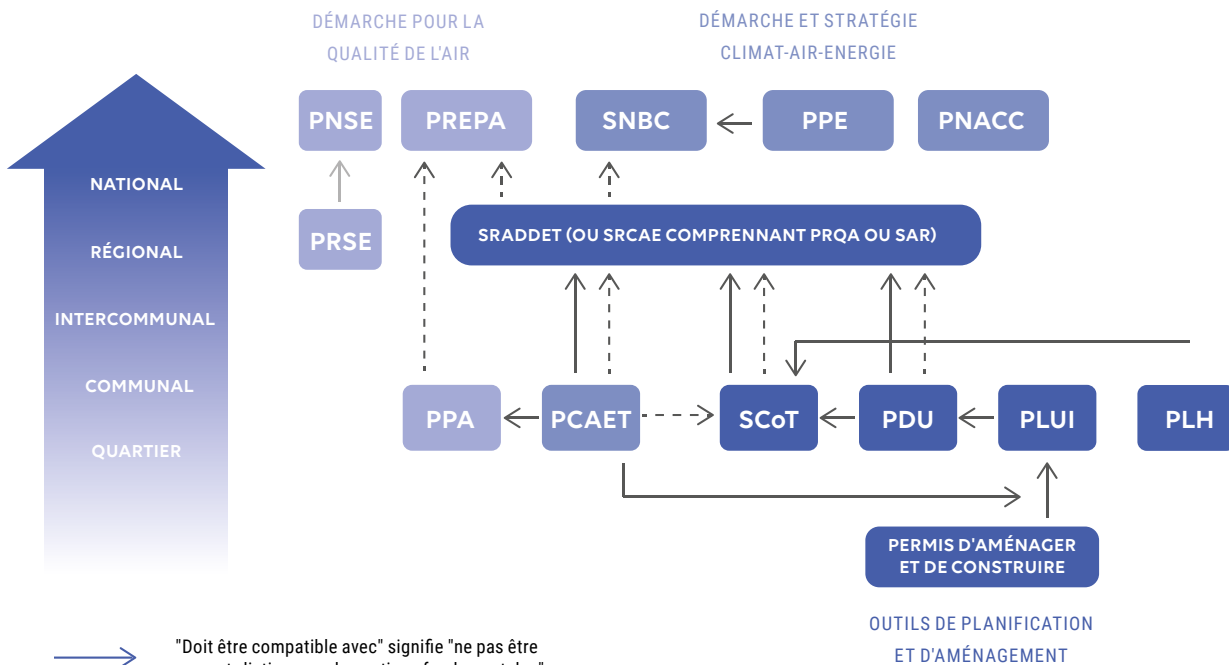 DÉMARCHE POUR LA
QUALITÉ DE L'AIR
DÉMARCHE ET STRATÉGIE
CLIMAT-AIR-ENERGIE
PNSE
PREPA
SNBC
PPE
PNACC
NATIONAL
RÉGIONAL
INTERCOMMUNAL
COMMUNAL
QUARTIER
PRSE
SRADDET (OU SRCAE COMPRENNANT PRQA OU SAR)
PPA
PCAET
SCoT
PDU
PLUI
PLH
PERMIS D'AMÉNAGER
ET DE CONSTRUIRE
OUTILS DE PLANIFICATION
ET D'AMÉNAGEMENT
"Doit être compatible avec" signifie "ne pas être